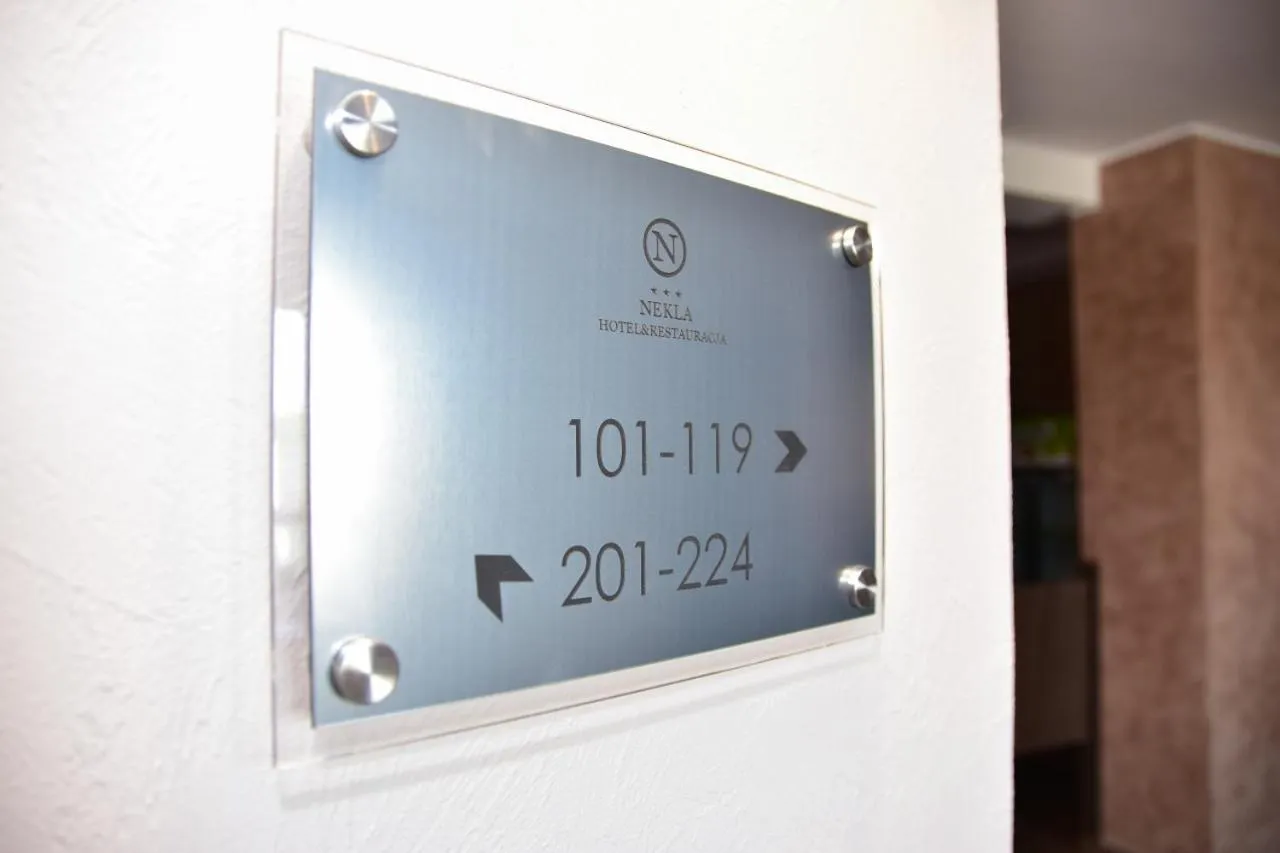 N
NEKLA
HOTEL&RESTAURACJA
101-119
201-224